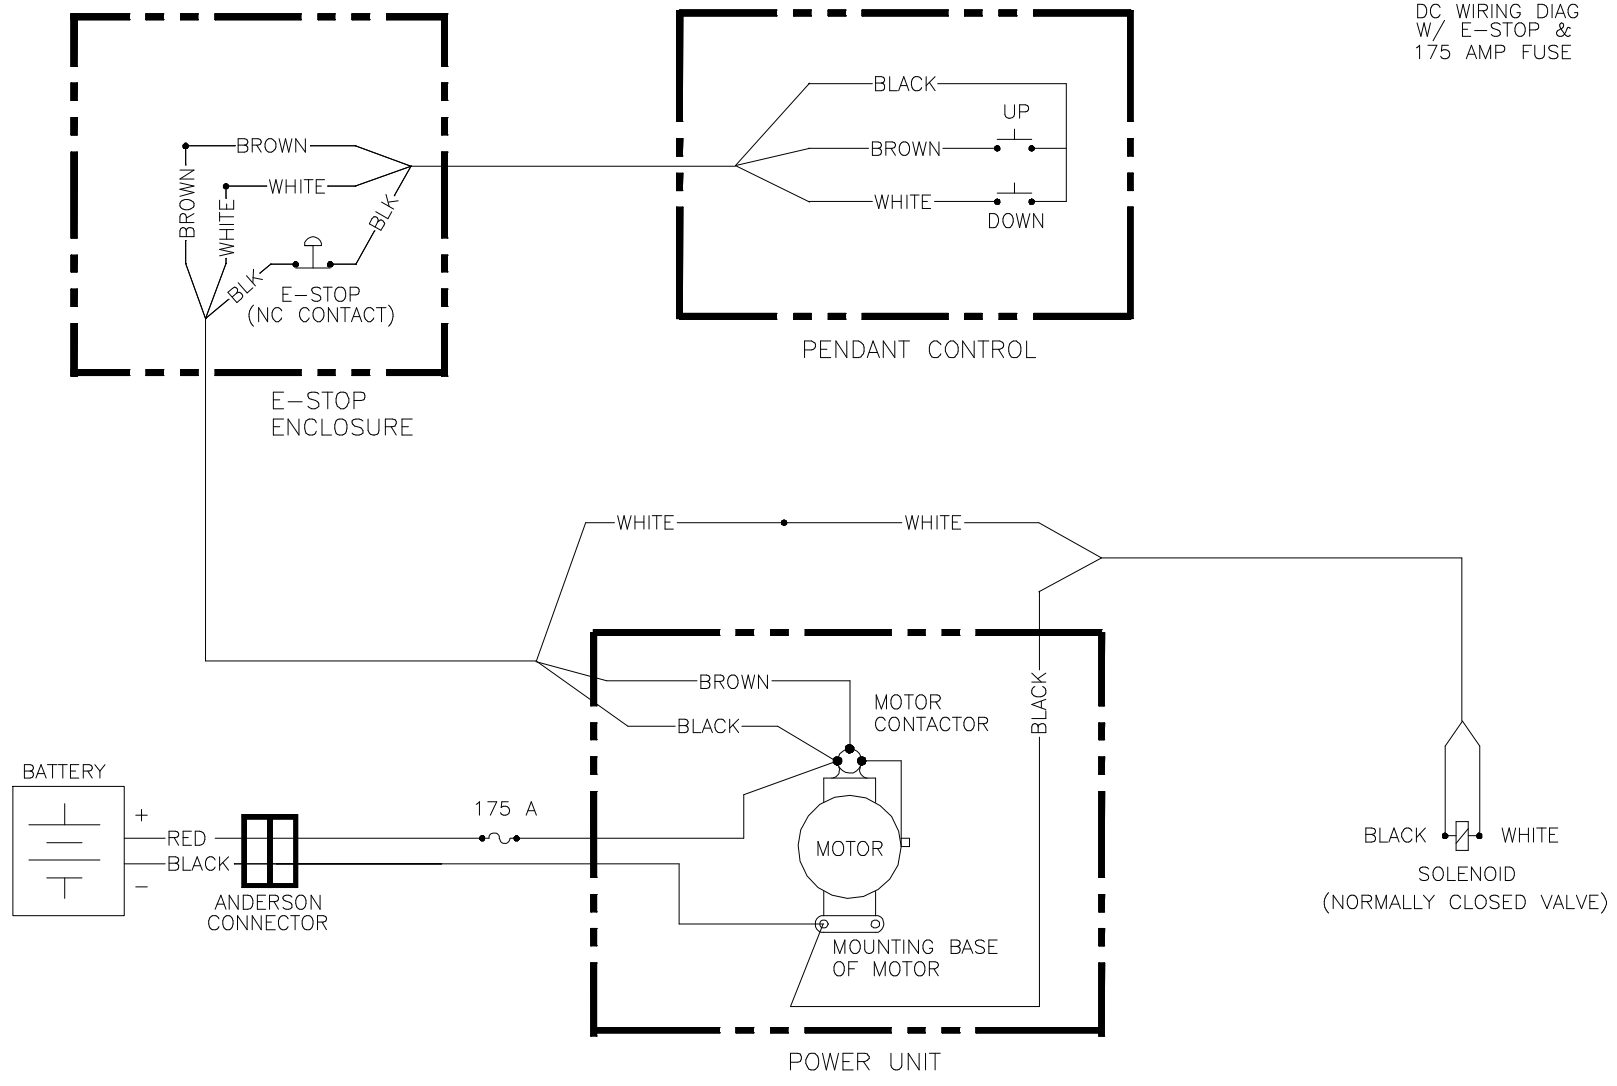 DC WIRING DIAG
W/ E-STOP &
175 AMP FUSE
BLACK
UP
BROWN
WHITE
DOWN
PENDANT CONTROL
BROWN
WHITE
BROWN
WHITE
BLK
BLK
E-STOP
(NC CONTACT)
E-STOP
ENCLOSURE
WHITE
WHITE
BROWN
BLACK
MOTOR
CONTACTOR
BLACK
BATTERY
+
RED
BLACK
-
ANDERSON
CONNECTOR
175 A
MOTOR
MOUNTING BASE
OF MOTOR
POWER UNIT
BLACK
WHITE
SOLENOID
(NORMALLY CLOSED VALVE)